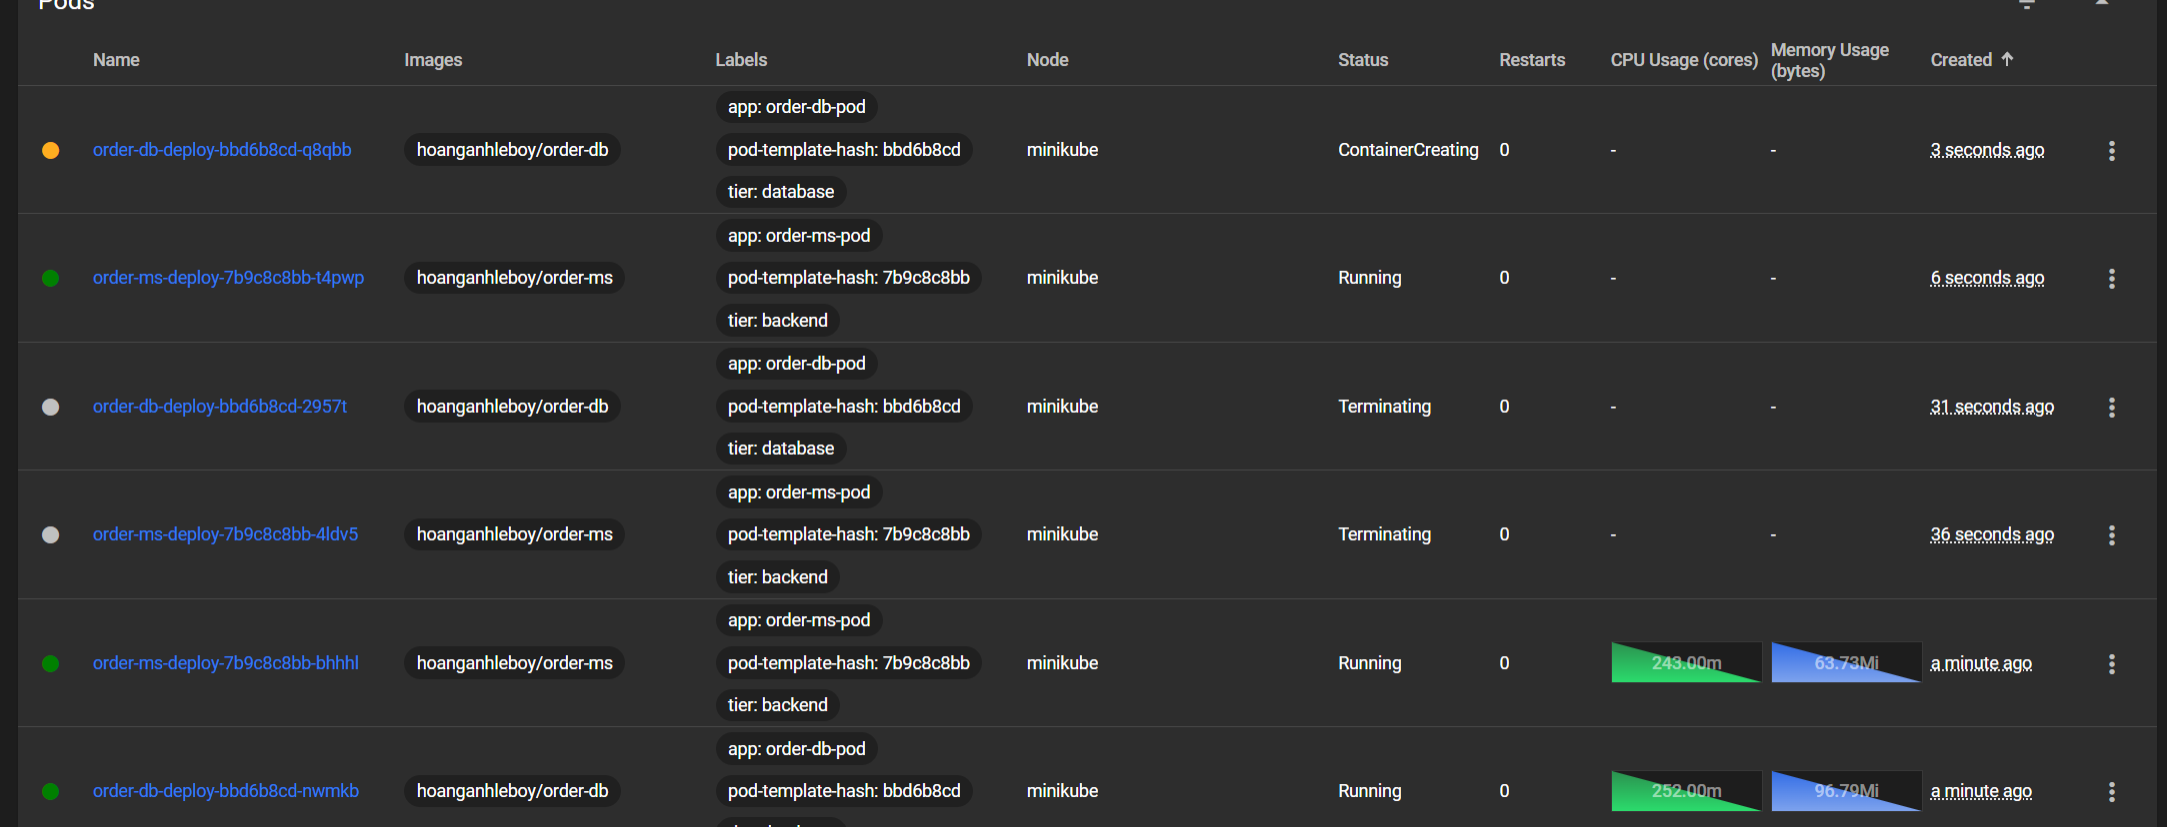 Pods
Name Images Labels Node Status Restarts CPU Usage (cores) Memory Usage (bytes) Created
app: order-db-pod
order-db-deploy-bbd6b8cd-q8qbb hoanganhleboy/order-db pod-template-hash: bbd6b8cd minikube ContainerCreating 0 - - 3 seconds ago
tier: database
app: order-ms-pod
order-ms-deploy-7b9c8c8bb-t4pwp hoanganhleboy/order-ms pod-template-hash: 7b9c8c8bb minikube Running 0 - - 6 seconds ago
tier: backend
app: order-db-pod
order-db-deploy-bbd6b8cd-2957t hoanganhleboy/order-db pod-template-hash: bbd6b8cd minikube Terminating 0 - - 31 seconds ago
tier: database
app: order-ms-pod
order-ms-deploy-7b9c8c8bb-4ldv5 hoanganhleboy/order-ms pod-template-hash: 7b9c8c8bb minikube Terminating 0 - - 36 seconds ago
tier: backend
app: order-ms-pod
order-ms-deploy-7b9c8c8bb-bhhhl hoanganhleboy/order-ms pod-template-hash: 7b9c8c8bb minikube Running 0 243.00m 63.73Mi a minute ago
tier: backend
app: order-db-pod
order-db-deploy-bbd6b8cd-nwmkb hoanganhleboy/order-db pod-template-hash: bbd6b8cd minikube Running 0 252.00m 96.79Mi a minute ago